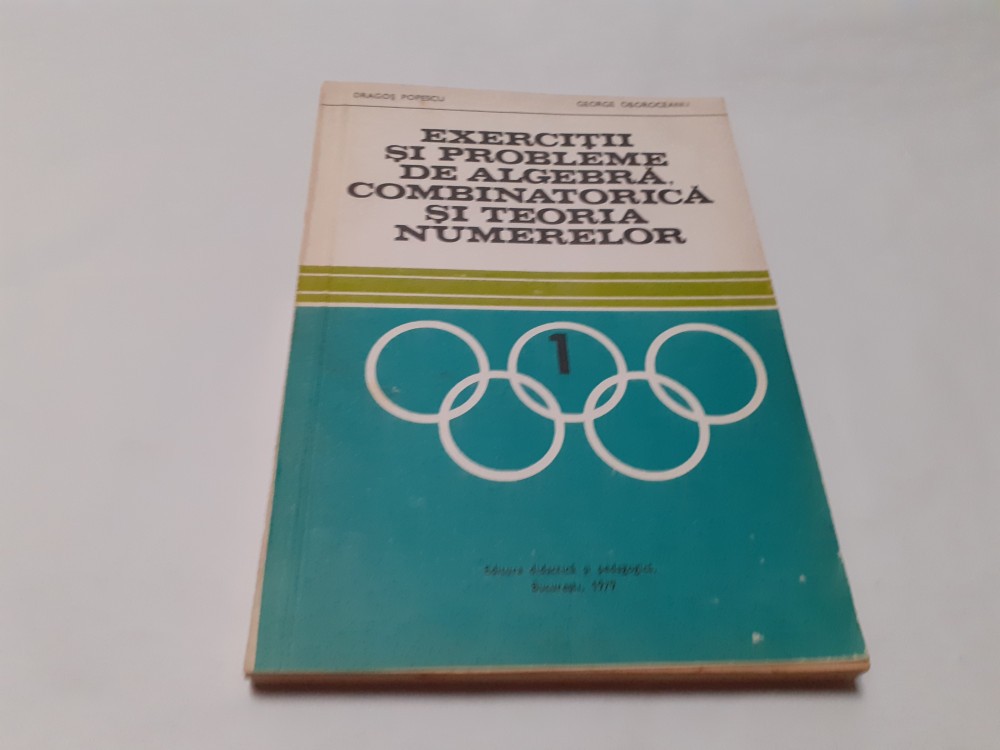 DRAGOȘ POPESCU GEORGE OBOROCEANU
EXERCIȚII
ȘI PROBLEME
DE ALGEBRĂ,
COMBINATORICĂ
ȘI TEORIA
NUMERELOR
1
Editura didactică și pedagogică,
București, 1979